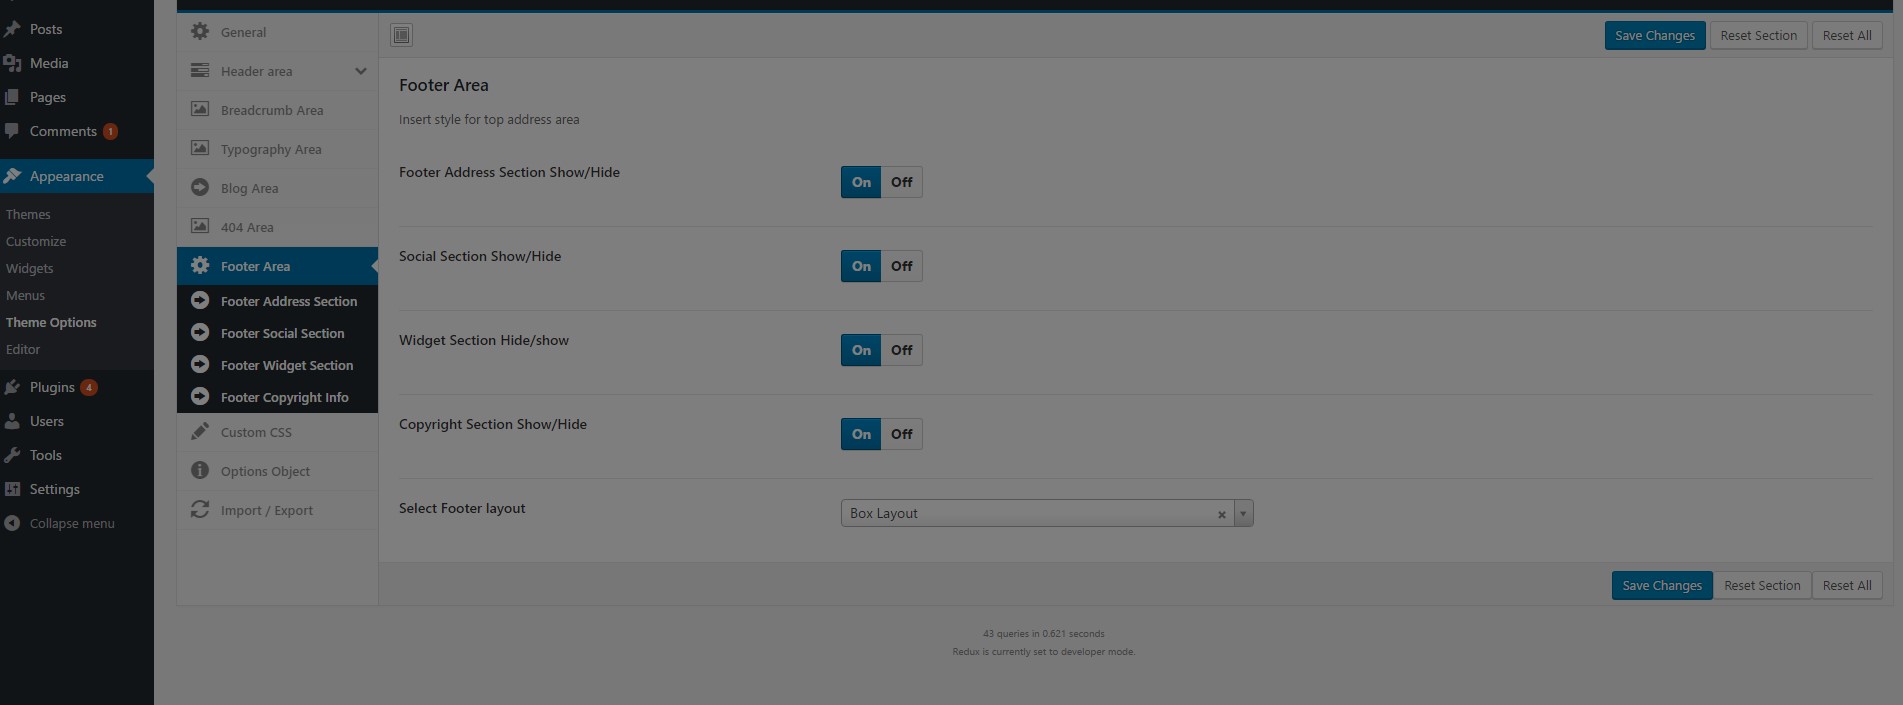 Posts
Media
Pages
Comments 1
Appearance
Themes
Customize
Widgets
Menus
Theme Options
Editor
Plugins 4
Users
Tools
Settings
Collapse menu
General
Header area
Breadcrumb Area
Typography Area
Blog Area
404 Area
Footer Area
Footer Address Section
Footer Social Section
Footer Widget Section
Footer Copyright Info
Custom CSS
Options Object
Import / Export
Save Changes Reset Section Reset All
Footer Area
Insert style for top address area
Footer Address Section Show/Hide On Off
Social Section Show/Hide On Off
Widget Section Hide/show On Off
Copyright Section Show/Hide On Off
Select Footer layout Box Layout
Save Changes Reset Section Reset All
43 queries in 0.621 seconds
Redux is currently set to developer mode.